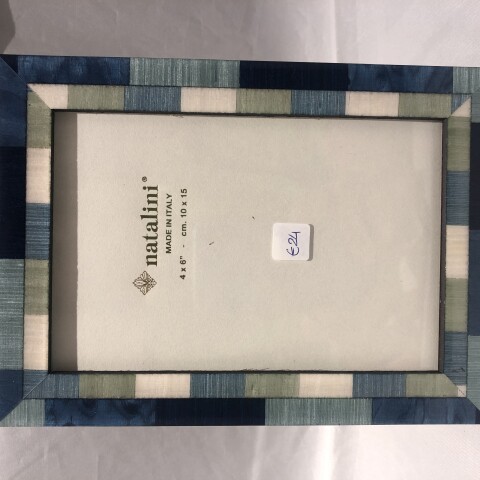 natalini®
MADE IN ITALY
4 x 6" - cm. 10 x 15
€24